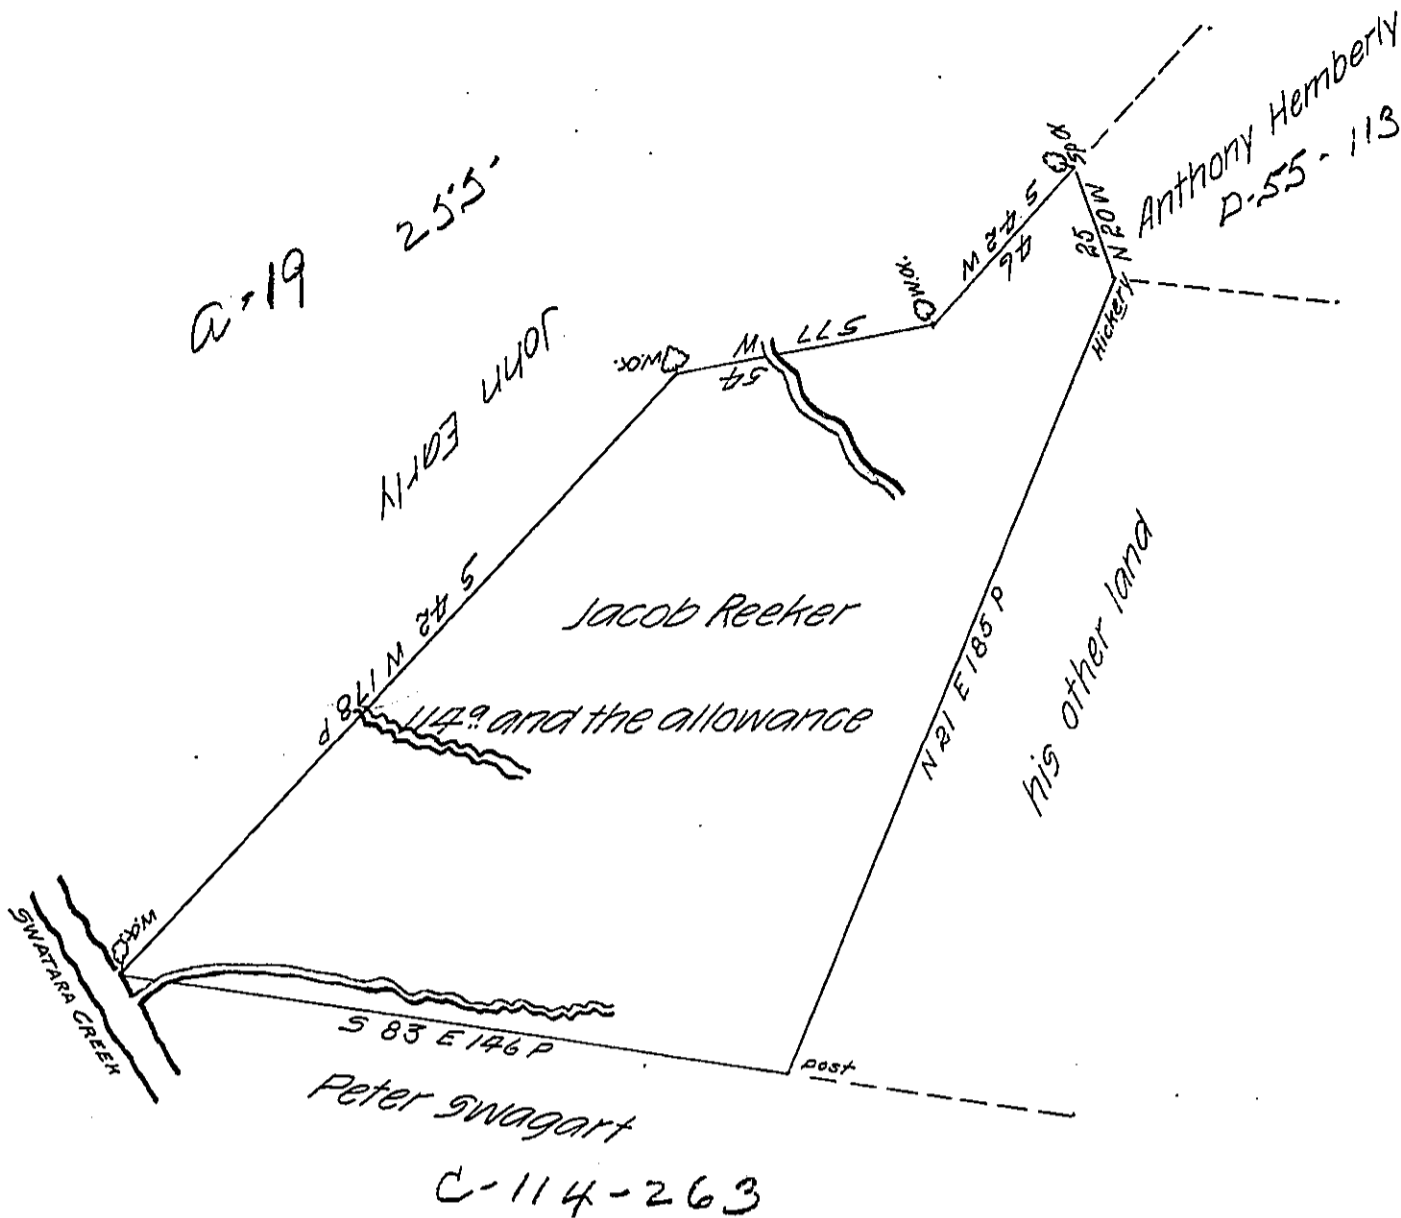 a-19 255
Anthony Hemberly
D-55-113
John Early
Sp a
N 20 W
25
S 42 W
46
W.o.
Hickery
S 77 W
54
W.o.
S 42 W 178 P
Jacob Reeker
114a and the allowance
N 21 E 185 P
his other land
W.o.
SWATARA CREEK
S 83 E 146 P
post
Peter Swagart
C-114-263